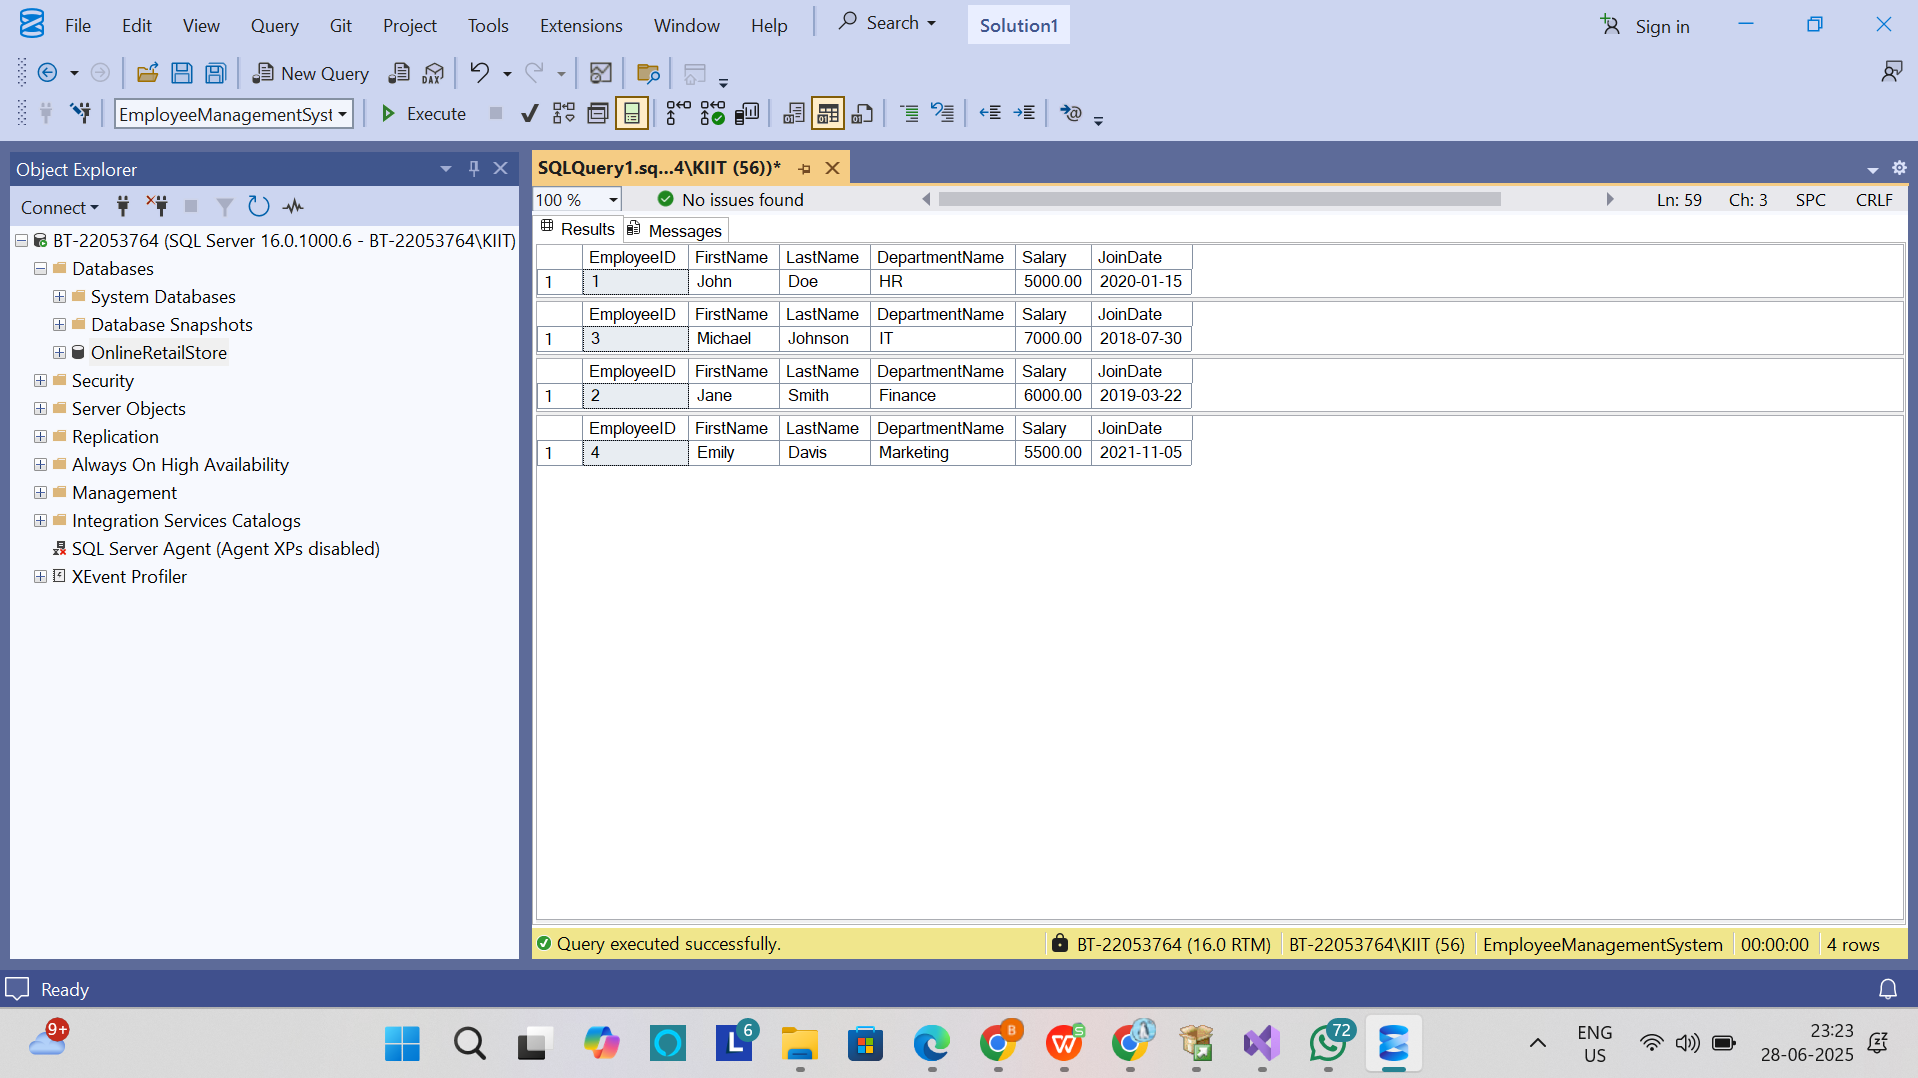 File Edit View Query Git Project Tools Extensions Window Help Search Solution1 Sign in
New Query DAX
EmployeeManagementSyst Execute
Object Explorer
Connect
BT-22053764 (SQL Server 16.0.1000.6 - BT-22053764\KIIT)
Databases
System Databases
Database Snapshots
OnlineRetailStore
Security
Server Objects
Replication
Always On High Availability
Management
Integration Services Catalogs
SQL Server Agent (Agent XPs disabled)
XEvent Profiler
SQLQuery1.sq...4\KIIT (56))*
100 % No issues found Ln: 59 Ch: 3 SPC CRLF
Results Messages
EmployeeID FirstName LastName DepartmentName Salary JoinDate
1 1 John Doe HR 5000.00 2020-01-15
EmployeeID FirstName LastName DepartmentName Salary JoinDate
1 3 Michael Johnson IT 7000.00 2018-07-30
EmployeeID FirstName LastName DepartmentName Salary JoinDate
1 2 Jane Smith Finance 6000.00 2019-03-22
EmployeeID FirstName LastName DepartmentName Salary JoinDate
1 4 Emily Davis Marketing 5500.00 2021-11-05
Query executed successfully. BT-22053764 (16.0 RTM) BT-22053764\KIIT (56) EmployeeManagementSystem 00:00:00 4 rows
Ready
9+ L 6 B W S 72 ENG 23:23
US 28-06-2025